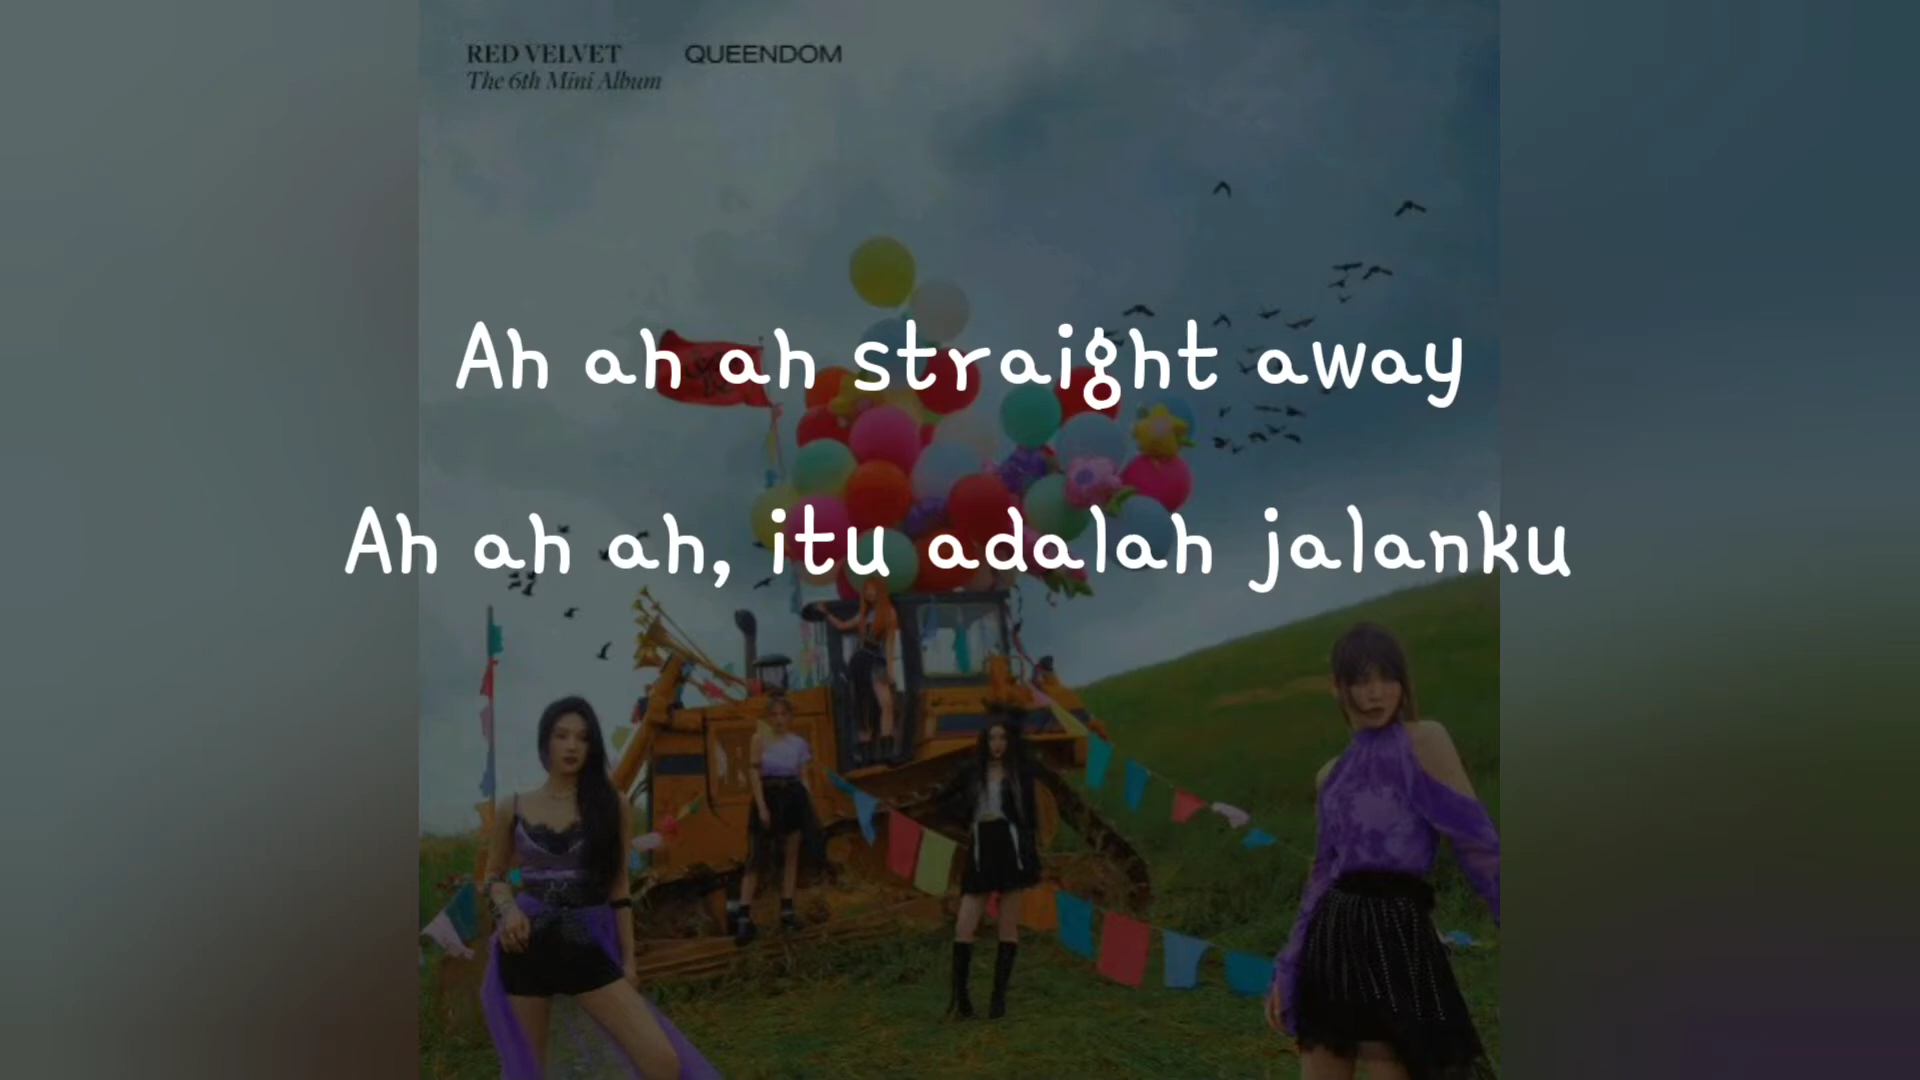 RED VELVET QUEENDOM
The 6th Mini Album
Ah ah ah straight away
Ah ah ah, itu adalah jalanku